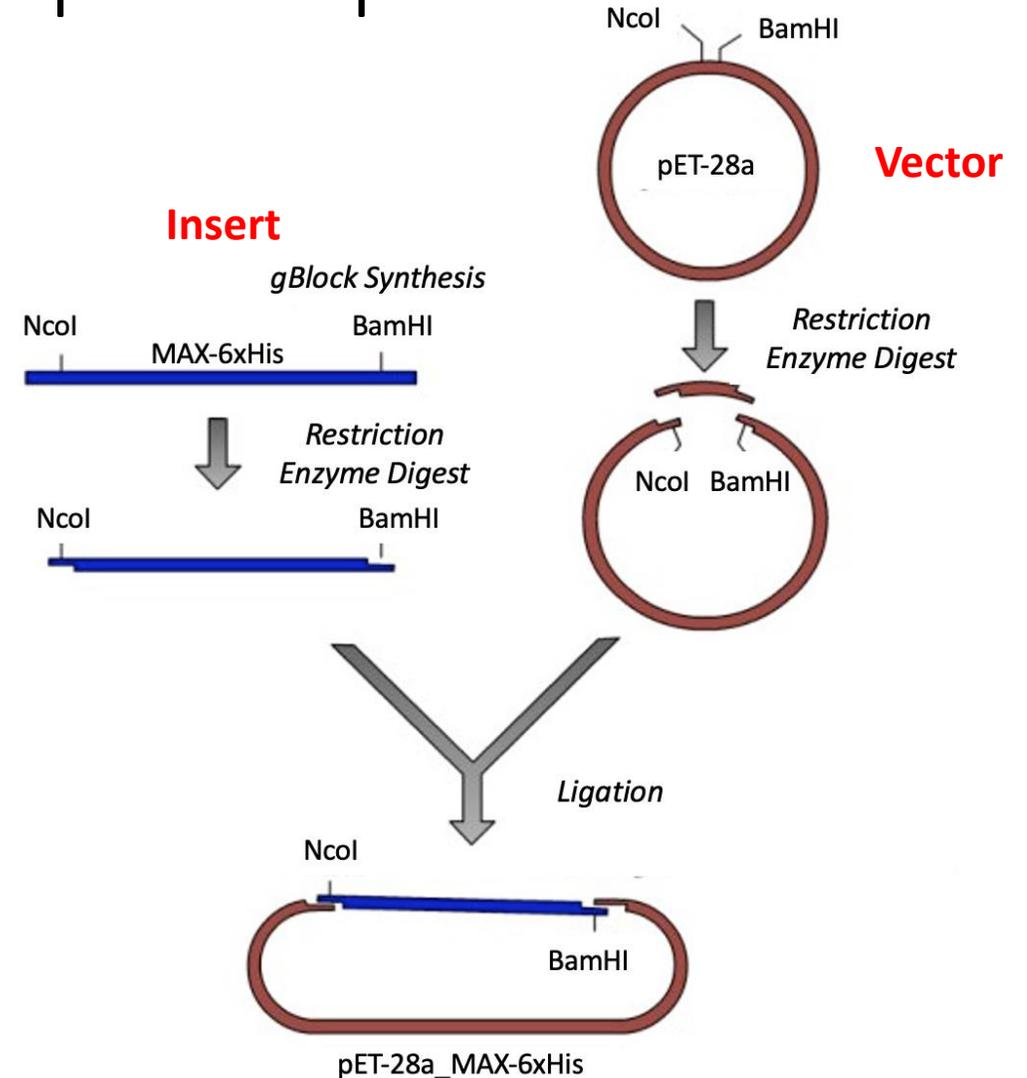 NcoI
BamHI
pET-28a
Vector
Insert
gBlock Synthesis
NcoI
BamHI
MAX-6xHis
Restriction
Enzyme Digest
Restriction
Enzyme Digest
NcoI
BamHI
NcoI
BamHI
Ligation
NcoI
BamHI
pET-28a_MAX-6xHis